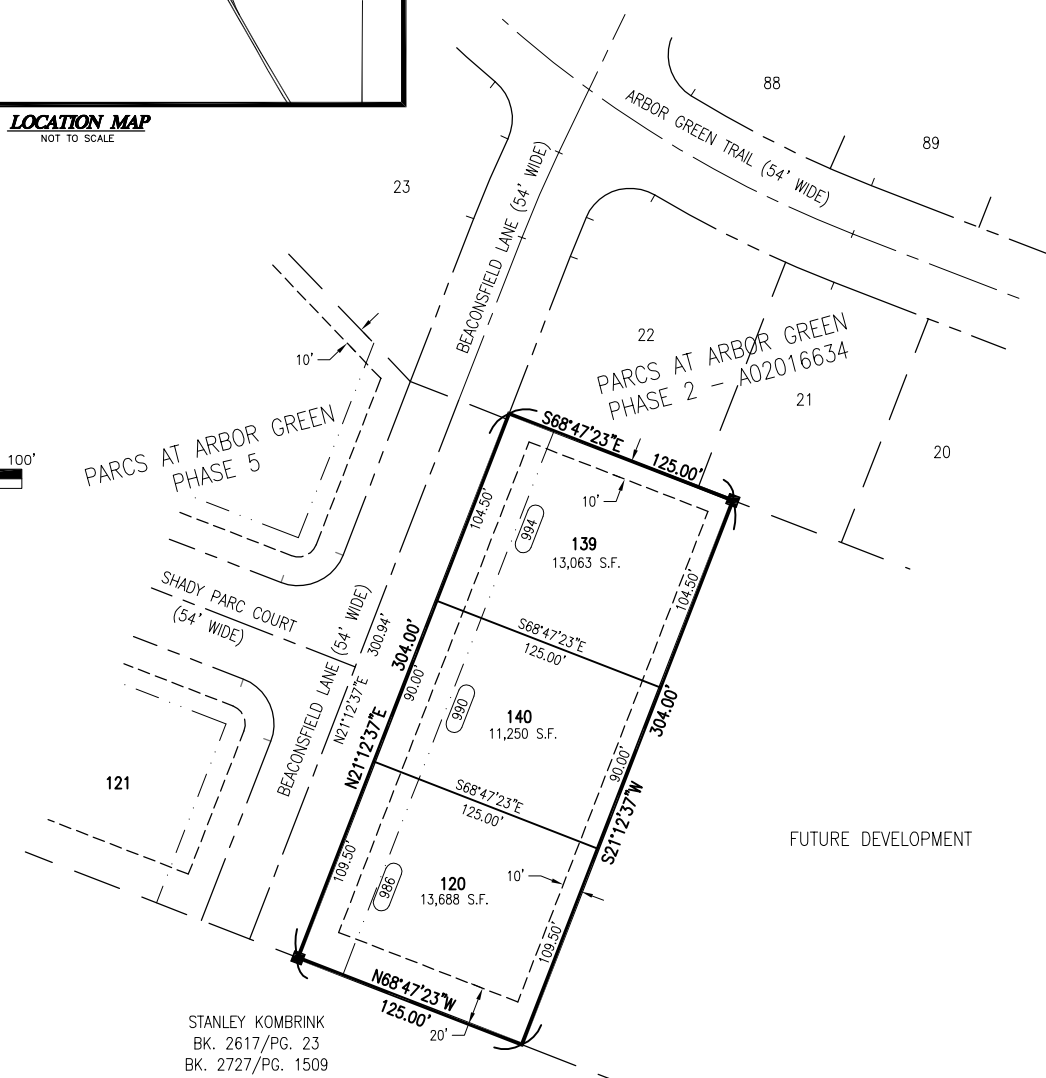 LOCATION MAP
NOT TO SCALE
88
ARBOR GREEN TRAIL (54' WIDE)
89
23
BEACONSFIELD LANE (54' WIDE)
10'
22
PARCS AT ARBOR GREEN
PHASE 2 - A02016634
21
20
PARCS AT ARBOR GREEN
PHASE 5
100'
S68°47'23"E
125.00'
10'
104.50'
994
139
13,063 S.F.
104.50'
SHADY PARC COURT
(54' WIDE)
BEACONSFIELD LANE (54' WIDE)
N21°12'37"E
300.94'
N21°12'37"E
304.00'
S68°47'23"E
125.00'
90.00'
990
140
11,250 S.F.
90.00'
304.00'
S21°12'37"W
S68°47'23"E
125.00'
121
109.50'
986
120
13,688 S.F.
10'
109.50'
FUTURE DEVELOPMENT
N68°47'23"W
125.00'
20'
STANLEY KOMBRINK
BK. 2617/PG. 23
BK. 2727/PG. 1509